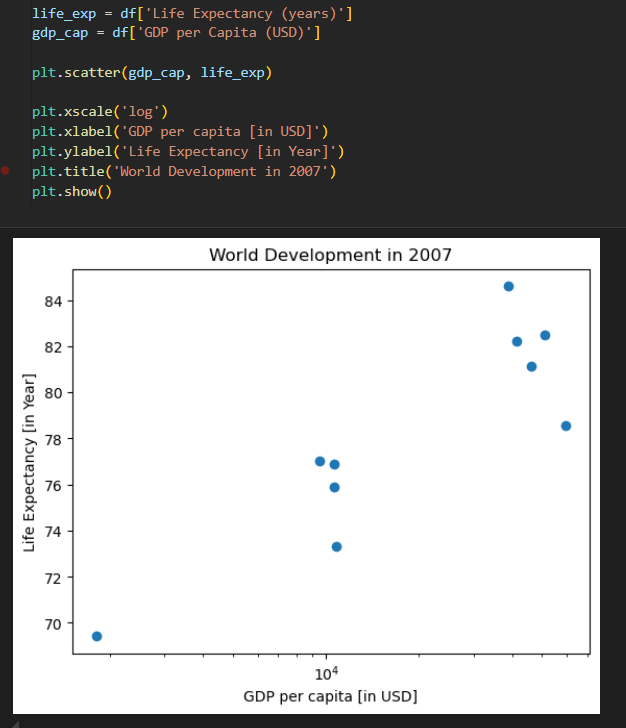 life_exp = df['Life Expectancy (years)']
gdp_cap = df['GDP per Capita (USD)']
plt.scatter(gdp_cap, life_exp)
plt.xscale('log')
plt.xlabel('GDP per capita [in USD]')
plt.ylabel('Life Expectancy [in Year]')
plt.title('World Development in 2007')
plt.show()
World Development in 2007
Life Expectancy [in Year]
84
82
80
78
76
74
72
70
10⁴
GDP per capita [in USD]